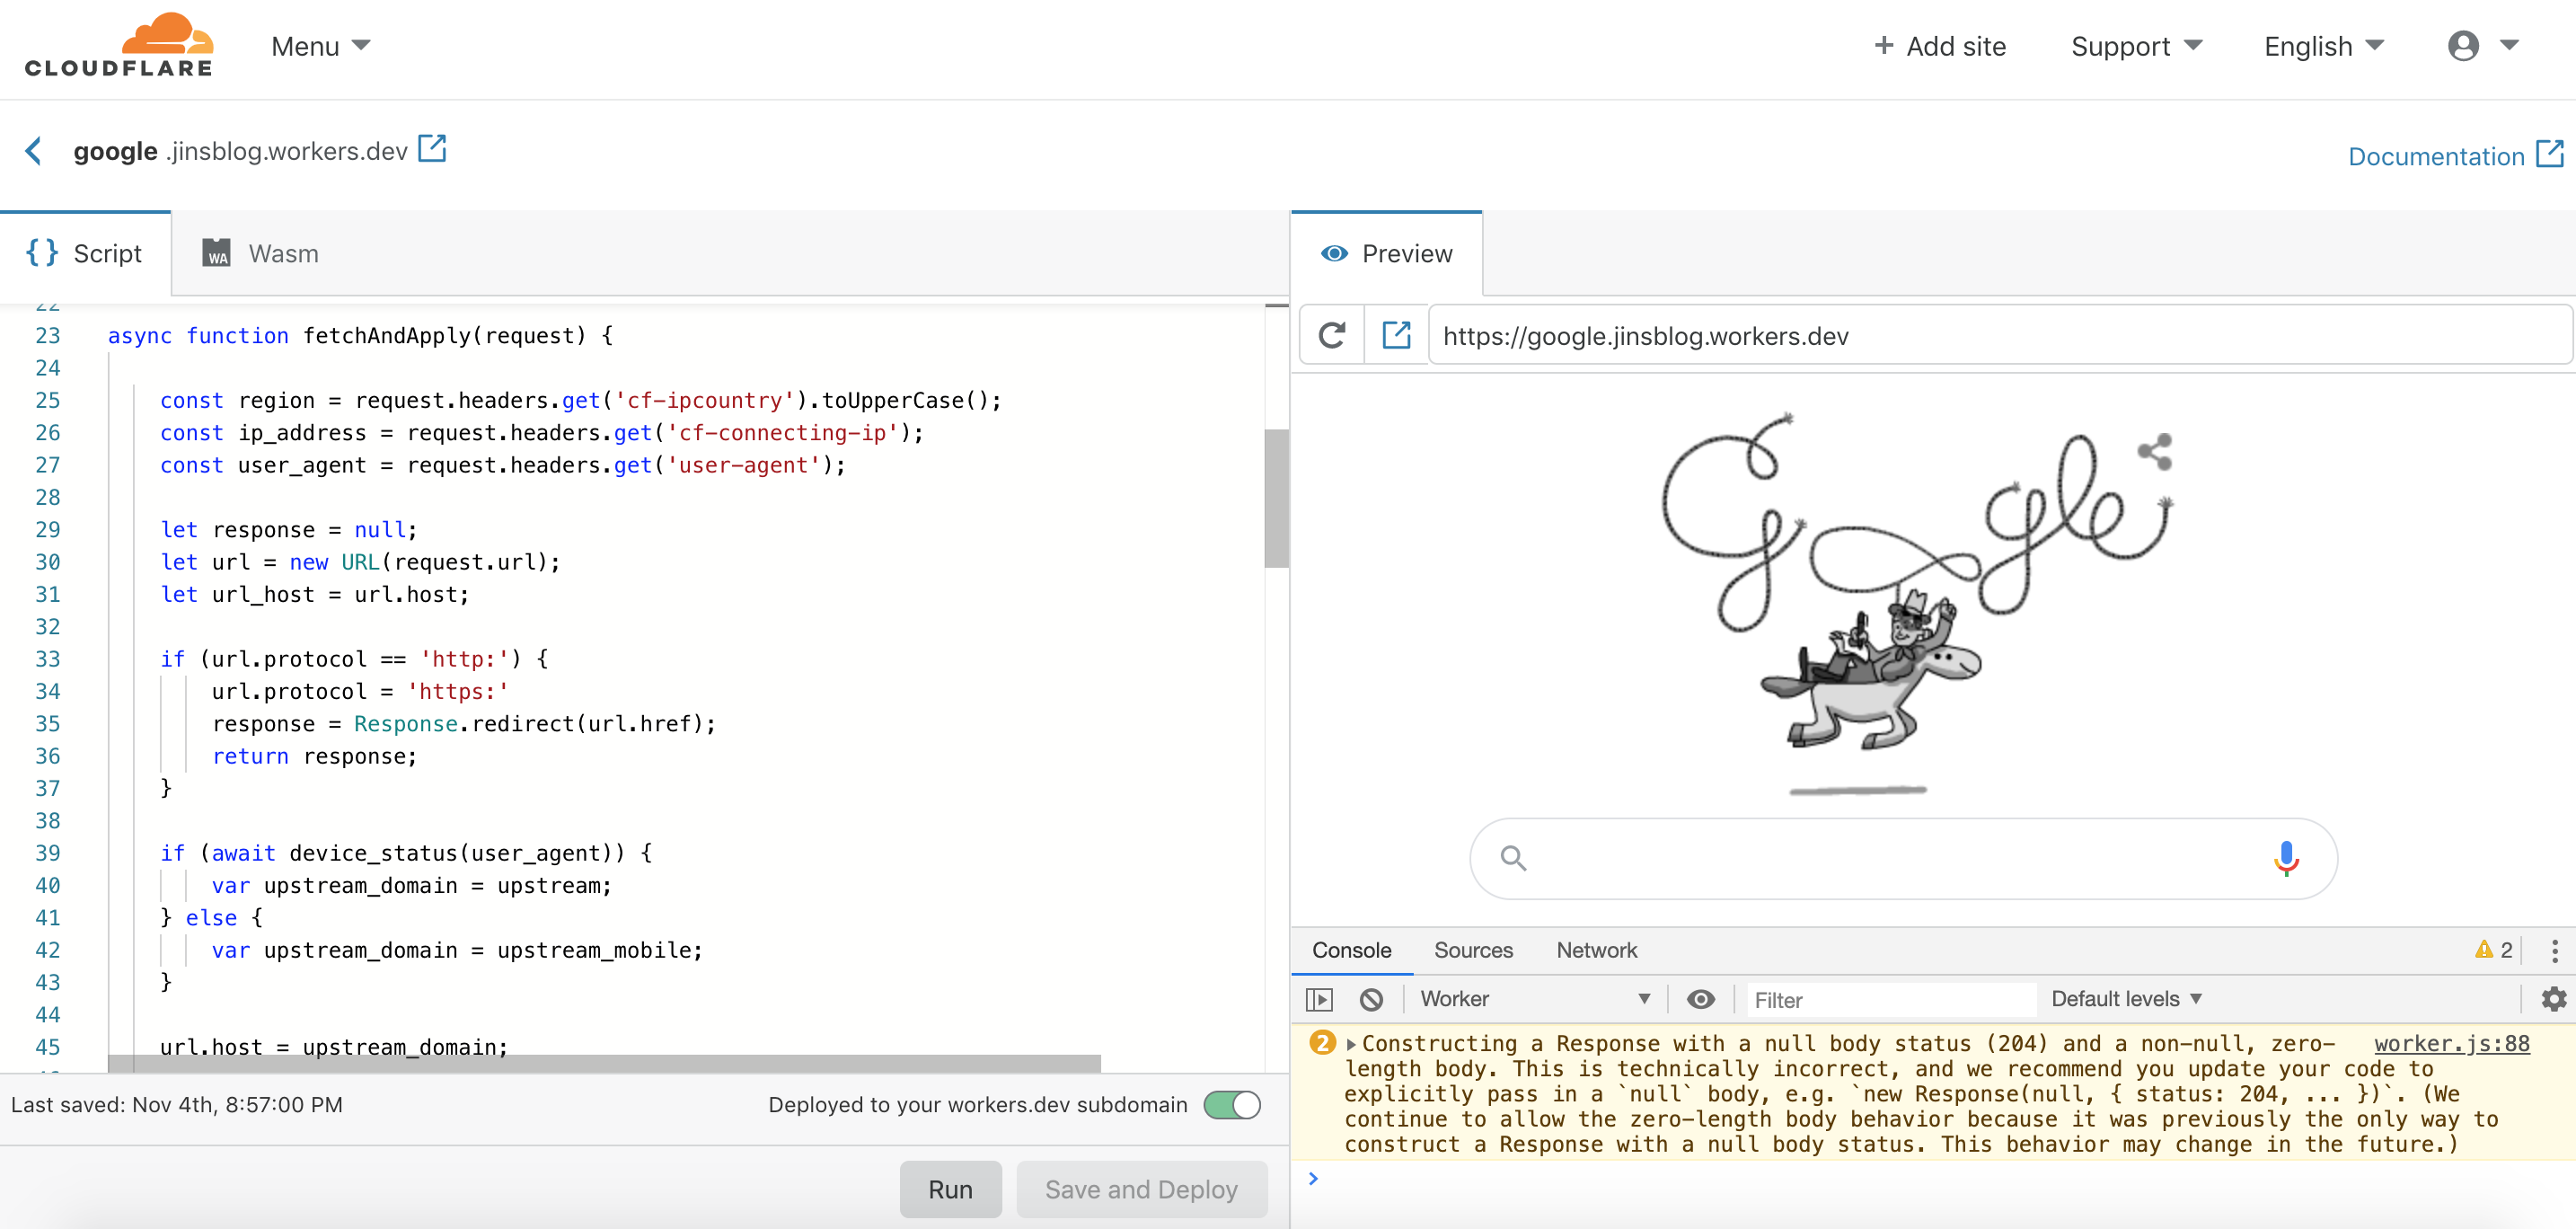 CLOUDFLARE
Menu
+ Add site
Support
English
google .jinsblog.workers.dev
Documentation
{} Script
WA Wasm
Preview
https://google.jinsblog.workers.dev
22
23 async function fetchAndApply(request) {
24
25 const region = request.headers.get('cf-ipcountry').toUpperCase();
26 const ip_address = request.headers.get('cf-connecting-ip');
27 const user_agent = request.headers.get('user-agent');
28
29 let response = null;
30 let url = new URL(request.url);
31 let url_host = url.host;
32
33 if (url.protocol == 'http:') {
34 url.protocol = 'https:'
35 response = Response.redirect(url.href);
36 return response;
37 }
38
39 if (await device_status(user_agent)) {
40 var upstream_domain = upstream;
41 } else {
42 var upstream_domain = upstream_mobile;
43 }
44
45 url.host = upstream_domain;
Last saved: Nov 4th, 8:57:00 PM
Deployed to your workers.dev subdomain
Run
Save and Deploy
Google
Console
Sources
Network
2
Worker
Filter
Default levels
2 Constructing a Response with a null body status (204) and a non-null, zero- worker.js:88
length body. This is technically incorrect, and we recommend you update your code to
explicitly pass in a `null` body, e.g. `new Response(null, { status: 204, ... })`. (We
continue to allow the zero-length body behavior because it was previously the only way to
construct a Response with a null body status. This behavior may change in the future.)